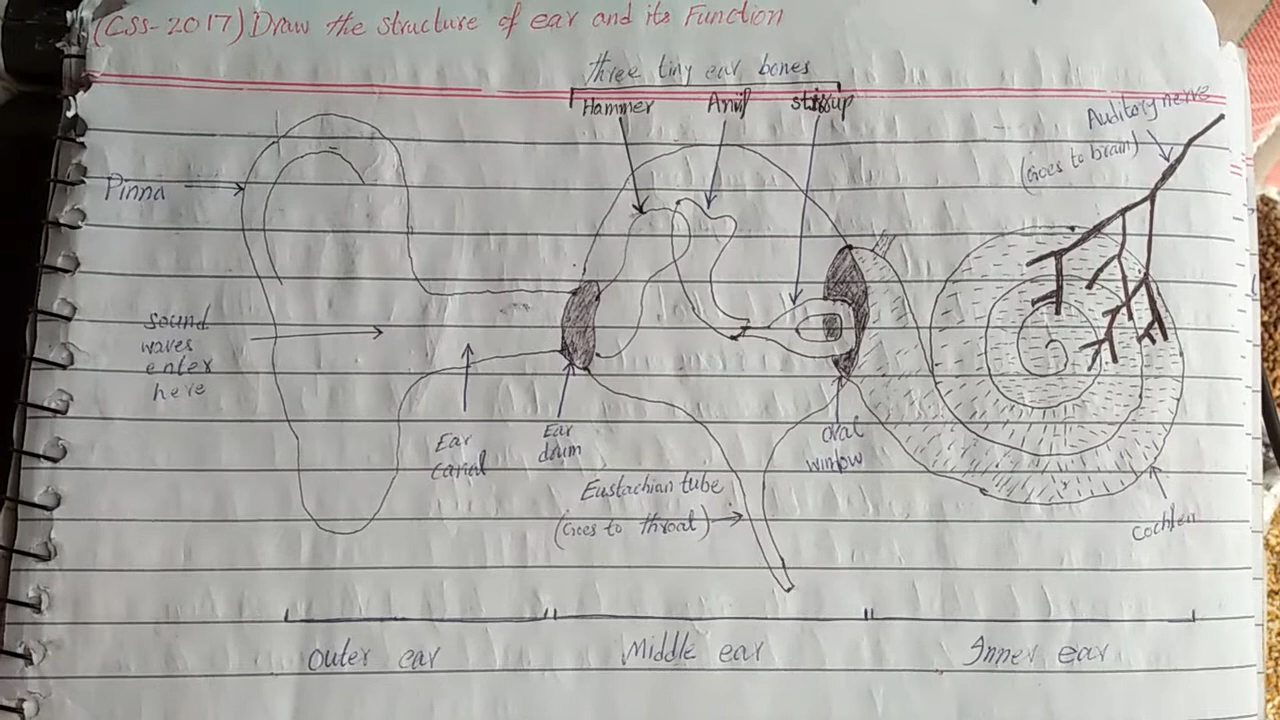 (CSS-2017) Draw the structure of ear and its Function
three tiny ear bones
Hammer
Anvil
stirrup
Auditory nerve
(Goes to brain)
Pinna
sound
waves
enter
here
Ear
canal
Ear
drum
oval
window
Eustachian tube
(Goes to throat)
cochlea
outer ear
Middle ear
Inner ear